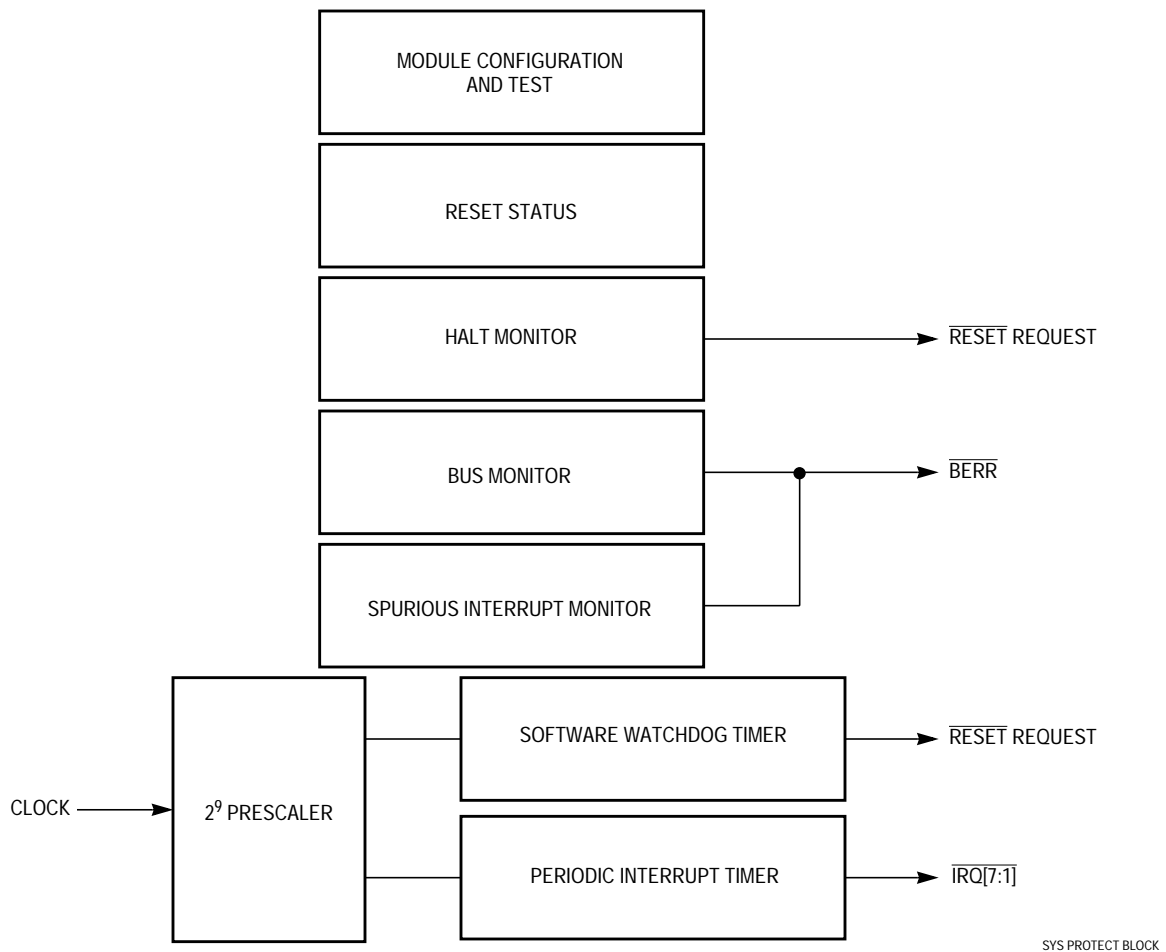 MODULE CONFIGURATION
AND TEST
RESET STATUS
HALT MONITOR
RESET REQUEST
BUS MONITOR
BERR
SPURIOUS INTERRUPT MONITOR
SOFTWARE WATCHDOG TIMER
RESET REQUEST
CLOCK
2⁹ PRESCALER
PERIODIC INTERRUPT TIMER
IRQ[7:1]
SYS PROTECT BLOCK